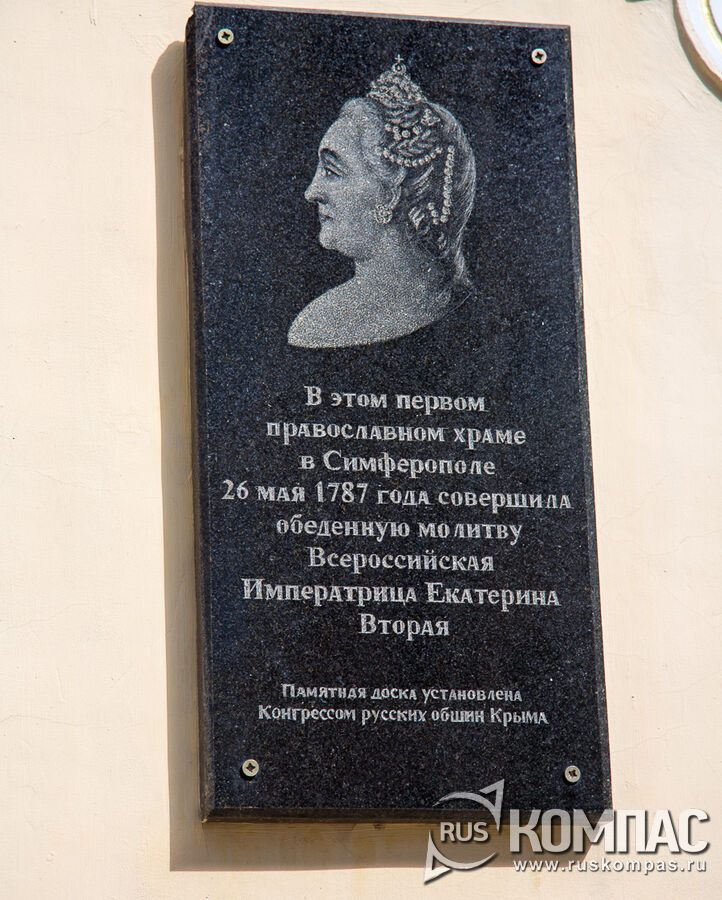 В этом первом
православном храме
в Симферополе
26 мая 1787 года совершила
обеденную молитву
Всероссийская
Императрица Екатерина
Вторая
Памятная доска установлена
Конгрессом русских общин Крыма
RUS КОМПАС
www.ruskompas.ru